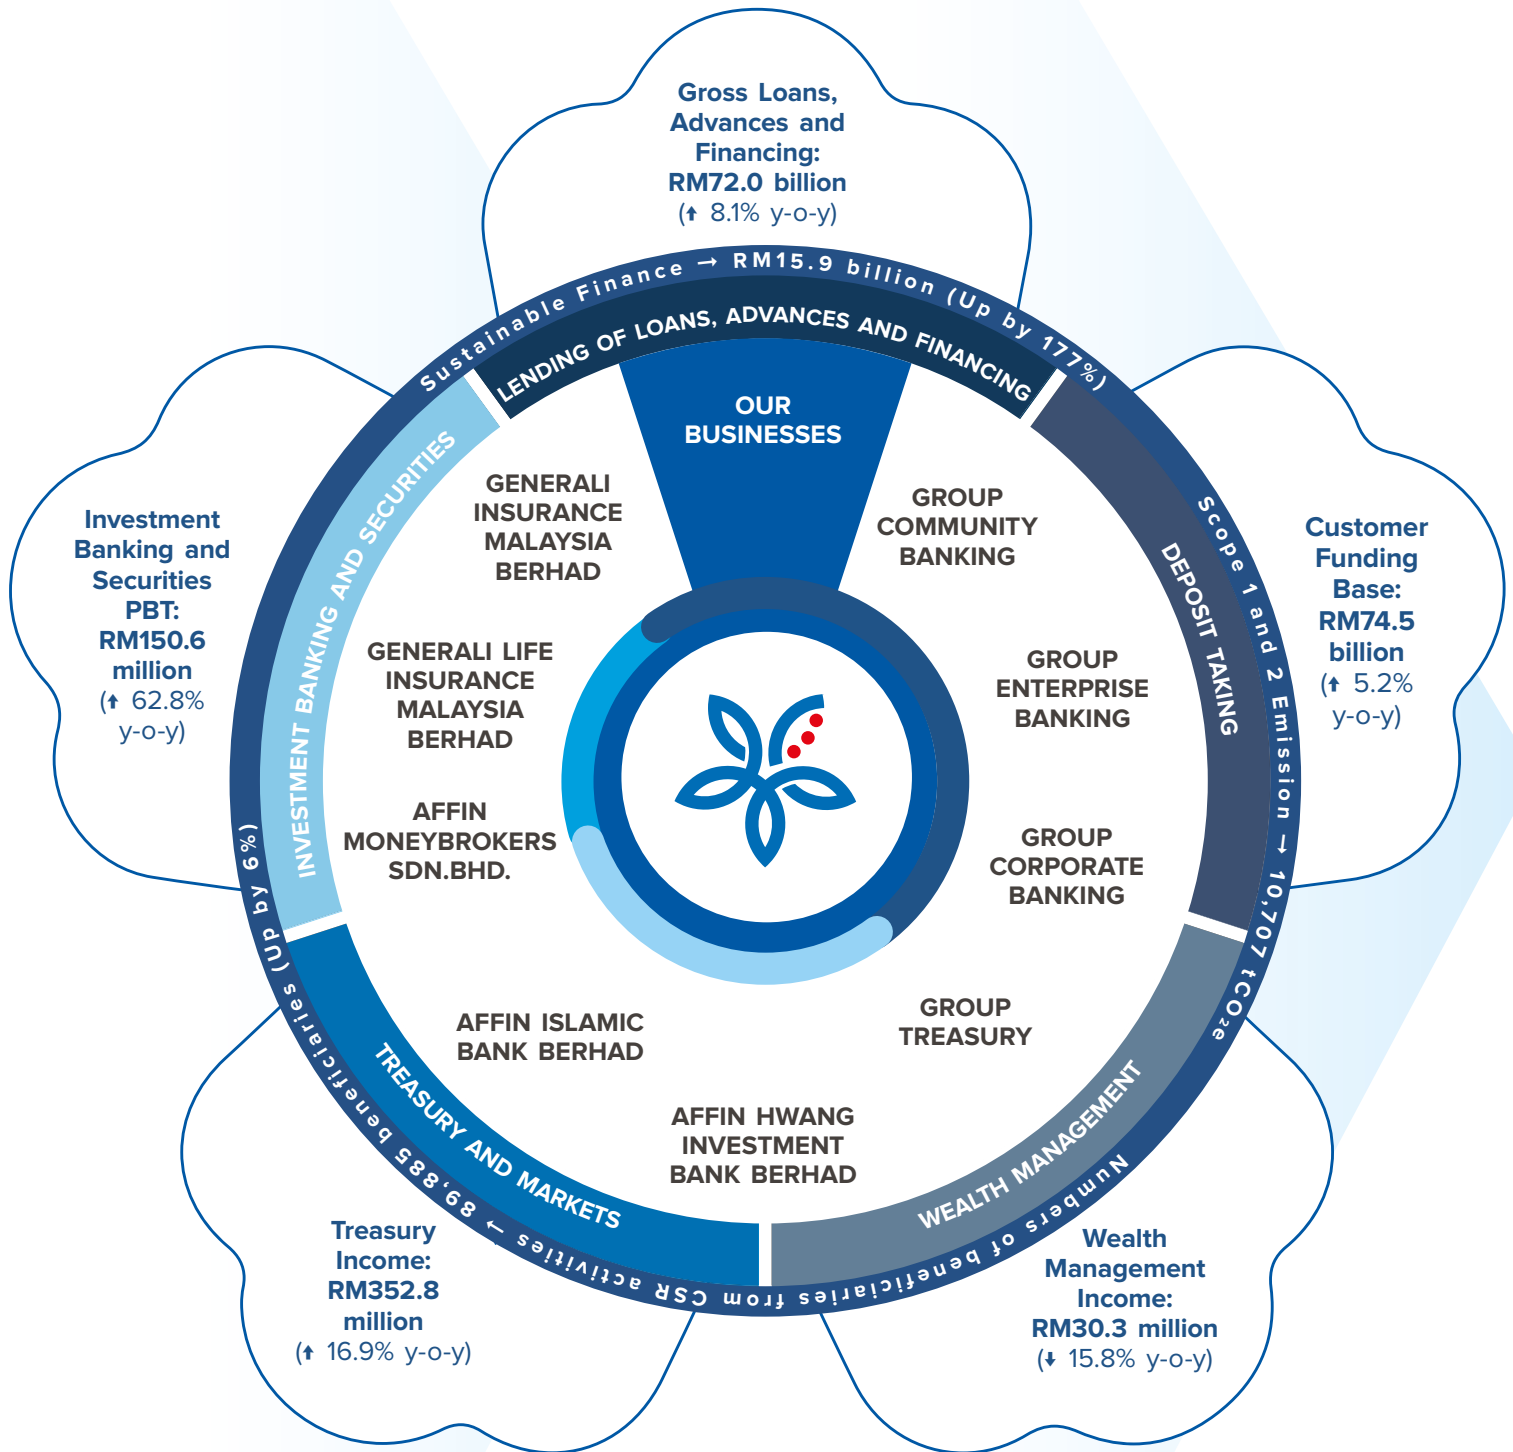 Gross Loans,
Advances and
Financing:
RM72.0 billion
(⬆ 8.1% y-o-y)
Sustainable Finance → RM15.9 billion (Up by 177%)
LENDING OF LOANS, ADVANCES AND FINANCING
OUR
BUSINESSES
Scope 1 and 2 Emission → 10,707 tCO₂e
DEPOSIT TAKING
Customer
Funding
Base:
RM74.5
billion
(⬆ 5.2%
y-o-y)
GROUP
COMMUNITY
BANKING
GROUP
ENTERPRISE
BANKING
GROUP
CORPORATE
BANKING
GROUP
TREASURY
WEALTH MANAGEMENT
Wealth
Management
Income:
RM30.3 million
(⬇ 15.8% y-o-y)
Numbers of beneficiaries from CSR activities → 89,885 beneficiaries (Up by 6%)
AFFIN HWANG
INVESTMENT
BANK BERHAD
AFFIN ISLAMIC
BANK BERHAD
TREASURY AND MARKETS
Treasury
Income:
RM352.8
million
(⬆ 16.9% y-o-y)
AFFIN
MONEYBROKERS
SDN.BHD.
GENERALI LIFE
INSURANCE
MALAYSIA
BERHAD
GENERALI
INSURANCE
MALAYSIA
BERHAD
INVESTMENT BANKING AND SECURITIES
Investment
Banking and
Securities
PBT:
RM150.6
million
(⬆ 62.8%
y-o-y)